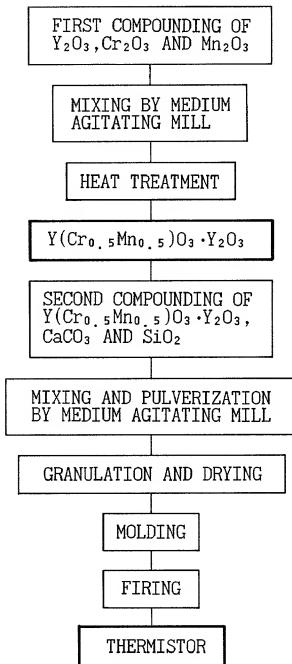 FIRST COMPOUNDING OF
Y₂O₃,Cr₂O₃ AND Mn₂O₃
MIXING BY MEDIUM
AGITATING MILL
HEAT TREATMENT
Y(Cr₀.₅Mn₀.₅)O₃·Y₂O₃
SECOND COMPOUNDING OF
Y(Cr₀.₅Mn₀.₅)O₃·Y₂O₃,
CaCO₃ AND SiO₂
MIXING AND PULVERIZATION
BY MEDIUM AGITATING MILL
GRANULATION AND DRYING
MOLDING
FIRING
THERMISTOR